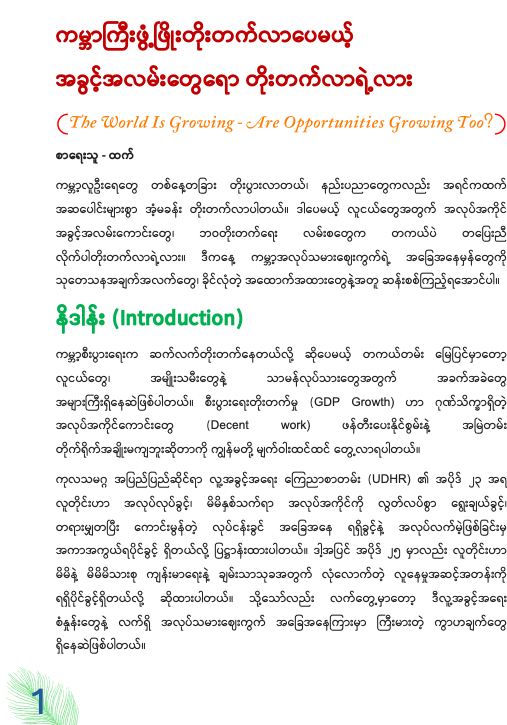 ကမ္ဘာကြီးဖွံ့ဖြိုးတိုးတက်လာပေမယ့်
အခွင့်အလမ်းတွေရော တိုးတက်လာရဲ့လား
(The World Is Growing - Are Opportunities Growing Too?)
စာရေးသူ - ထက်
ကမ္ဘာ့လူဦးရေတွေ တစ်နေ့တခြား တိုးပွားလာတယ်၊ နည်းပညာတွေကလည်း အရင်ကထက်
အဆပေါင်းများစွာ အံ့မခန်း တိုးတက်လာပါတယ်။ ဒါပေမယ့် လူငယ်တွေအတွက် အလုပ်အကိုင်
အခွင့်အလမ်းကောင်းတွေ၊ ဘဝတိုးတက်ရေး လမ်းစတွေက တကယ်ပဲ တပြေးညီ
လိုက်ပါတိုးတက်လာရဲ့လား။ ဒီကနေ့ ကမ္ဘာ့အလုပ်သမားဈေးကွက်ရဲ့ အခြေအနေမှန်တွေကို
သုတေသနအချက်အလက်တွေ၊ ခိုင်လုံတဲ့ အထောက်အထားတွေနဲ့အတူ ဆန်းစစ်ကြည့်ရအောင်ပါ။
နိဒါန်း (Introduction)
ကမ္ဘာ့စီးပွားရေးက ဆက်လက်တိုးတက်နေတယ်လို့ ဆိုပေမယ့် တကယ်တမ်း မြေပြင်မှာတော့
လူငယ်တွေ၊ အမျိုးသမီးတွေနဲ့ သာမန်လုပ်သားတွေအတွက် အခက်အခဲတွေ
အများကြီးရှိနေဆဲဖြစ်ပါတယ်။ စီးပွားရေးတိုးတက်မှု (GDP Growth) ဟာ ဂုဏ်သိက္ခာရှိတဲ့
အလုပ်အကိုင်ကောင်းတွေ (Decent work) ဖန်တီးပေးနိုင်စွမ်းနဲ့ အမြဲတမ်း
တိုက်ရိုက်အချိုးမကျဘူးဆိုတာကို ကျွန်မတို့ မျက်ဝါးထင်ထင် တွေ့လာရပါတယ်။
ကုလသမဂ္ဂ အပြည်ပြည်ဆိုင်ရာ လူ့အခွင့်အရေး ကြေညာစာတမ်း (UDHR) ၏ အပိုဒ် ၂၃ အရ
လူတိုင်းဟာ အလုပ်လုပ်ခွင့်၊ မိမိနှစ်သက်ရာ အလုပ်အကိုင်ကို လွတ်လပ်စွာ ရွေးချယ်ခွင့်၊
တရားမျှတပြီး ကောင်းမွန်တဲ့ လုပ်ငန်းခွင် အခြေအနေ ရရှိခွင့်နဲ့ အလုပ်လက်မဲ့ဖြစ်ခြင်းမှ
အကာအကွယ်ရပိုင်ခွင့် ရှိတယ်လို့ ပြဋ္ဌာန်းထားပါတယ်။ ဒါ့အပြင် အပိုဒ် ၂၅ မှာလည်း လူတိုင်းဟာ
မိမိနဲ့ မိမိမိသားစု ကျန်းမာရေးနဲ့ ချမ်းသာသုခအတွက် လုံလောက်တဲ့ လူနေမှုအဆင့်အတန်းကို
ရရှိပိုင်ခွင့်ရှိတယ်လို့ ဆိုထားပါတယ်။ သို့သော်လည်း လက်တွေ့မှာတော့ ဒီလူ့အခွင့်အရေး
စံနှုန်းတွေနဲ့ လက်ရှိ အလုပ်သမားဈေးကွက် အခြေအနေကြားမှာ ကြီးမားတဲ့ ကွာဟချက်တွေ
ရှိနေဆဲဖြစ်ပါတယ်။
1